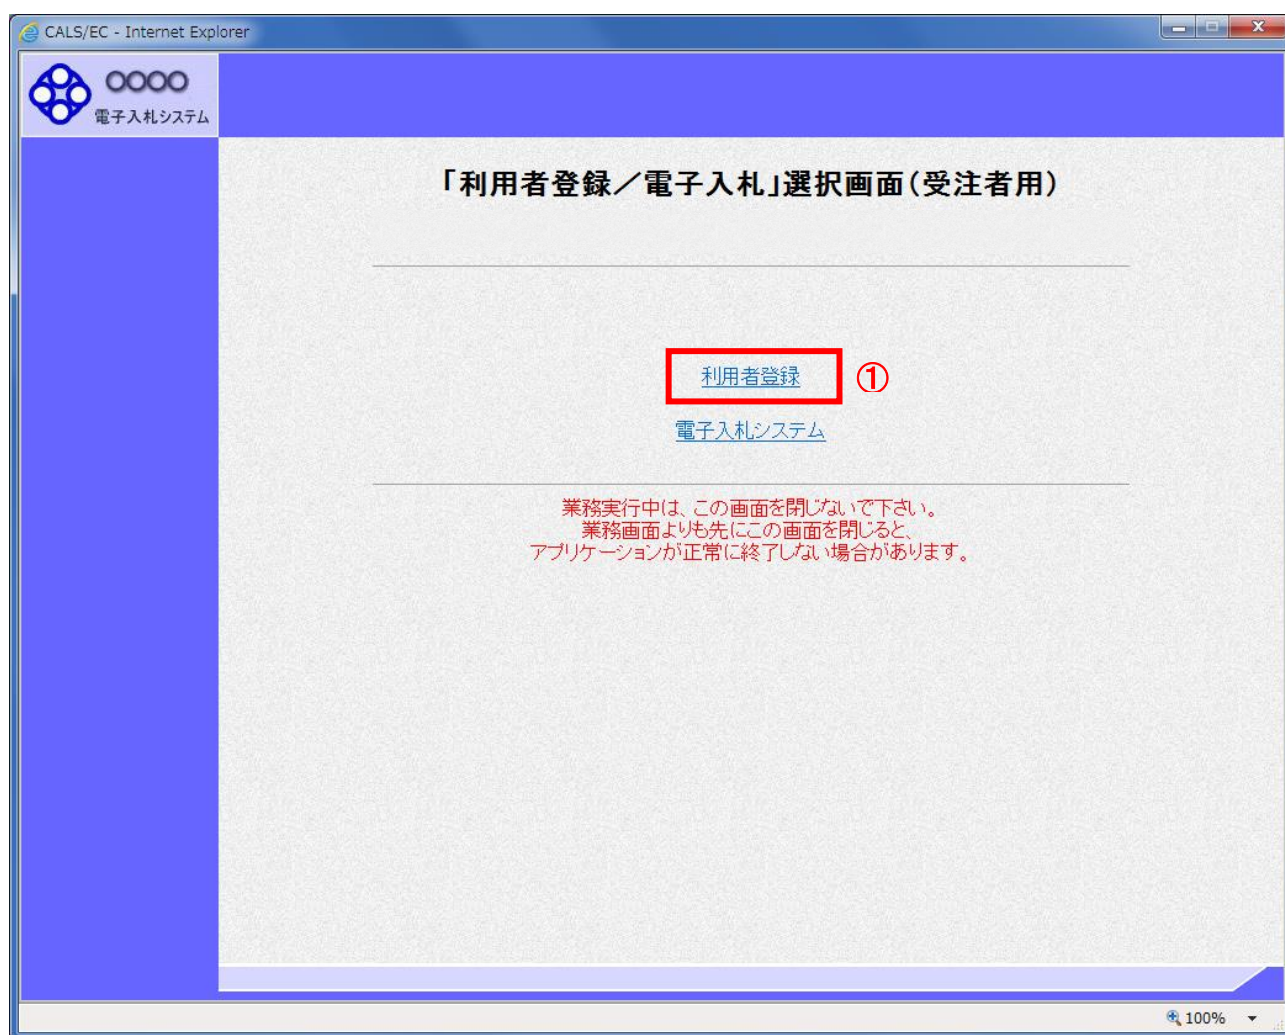 CALS/EC - Internet Explorer
○○○○
電子入札システム
「利用者登録／電子入札」選択画面（受注者用）
利用者登録 ①
電子入札システム
業務実行中は、この画面を閉じないで下さい。
業務画面よりも先にこの画面を閉じると、
アプリケーションが正常に終了しない場合があります。
100%